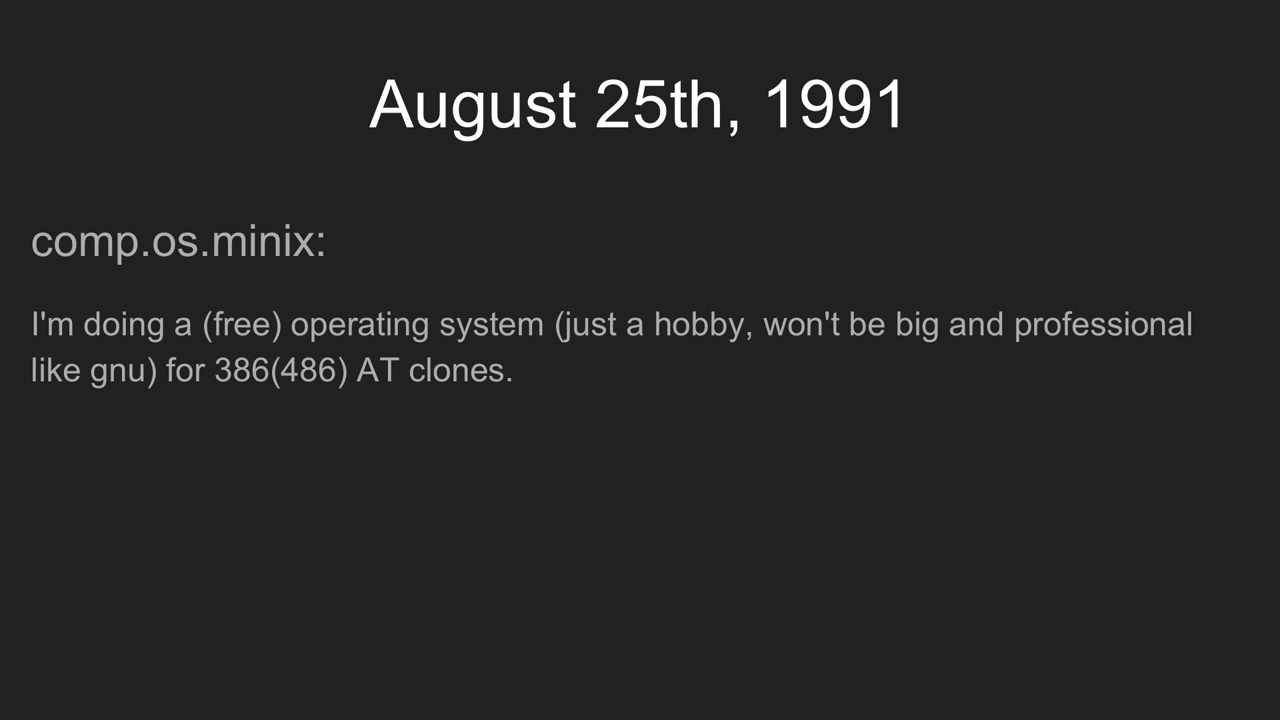 August 25th, 1991
comp.os.minix:
I'm doing a (free) operating system (just a hobby, won't be big and professional
like gnu) for 386(486) AT clones.